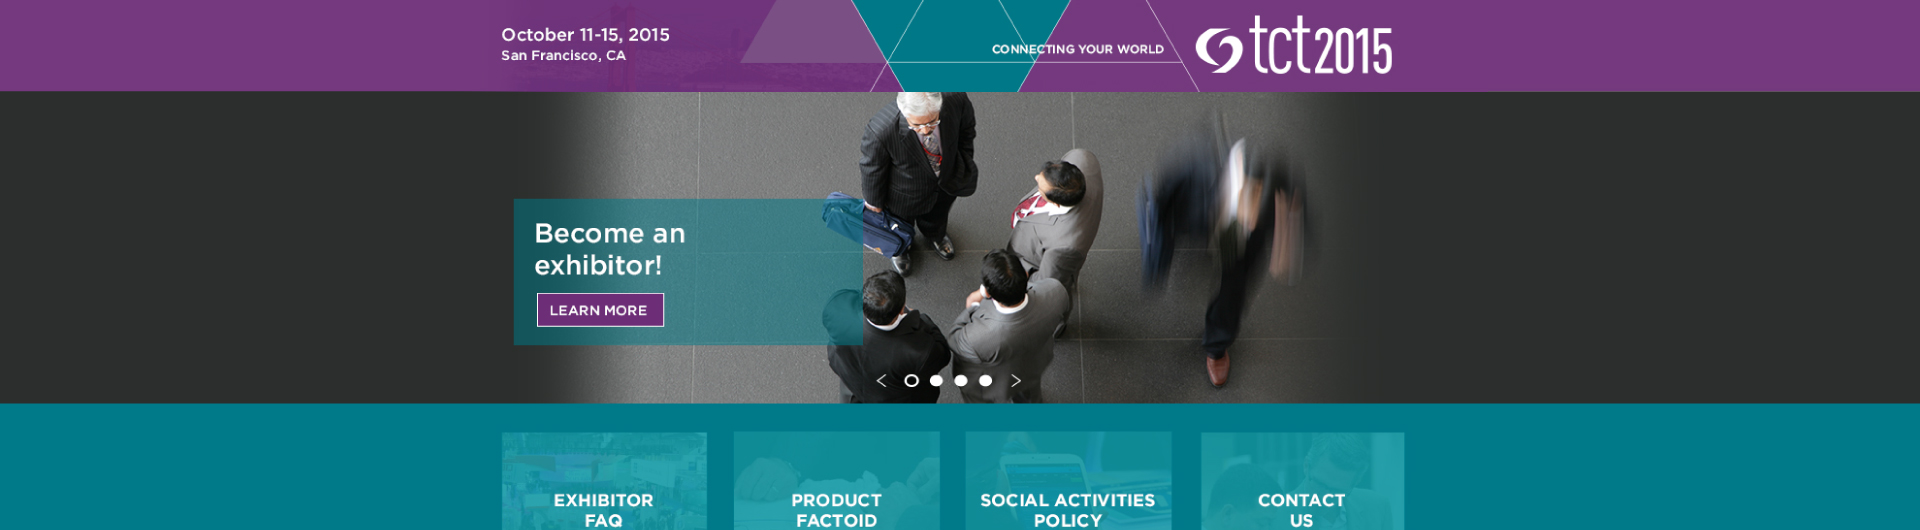 October 11-15, 2015
San Francisco, CA
CONNECTING YOUR WORLD
tct2015
Become an
exhibitor!
LEARN MORE
EXHIBITOR
FAQ
PRODUCT
FACTOID
SOCIAL ACTIVITIES
POLICY
CONTACT
US